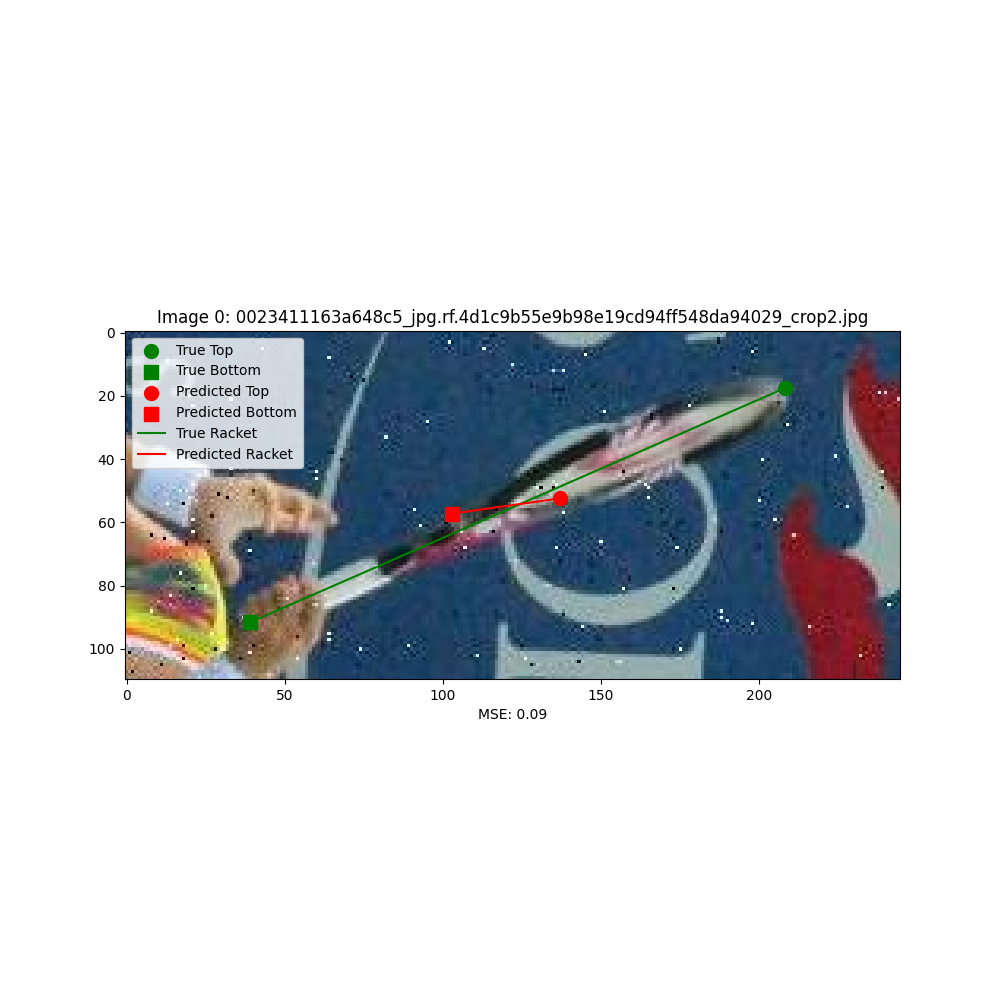 Image 0: 0023411163a648c5_jpg.rf.4d1c9b55e9b98e19cd94ff548da94029_crop2.jpg
True Top
True Bottom
Predicted Top
Predicted Bottom
True Racket
Predicted Racket
0
20
40
60
80
100
0 50 100 150 200
MSE: 0.09